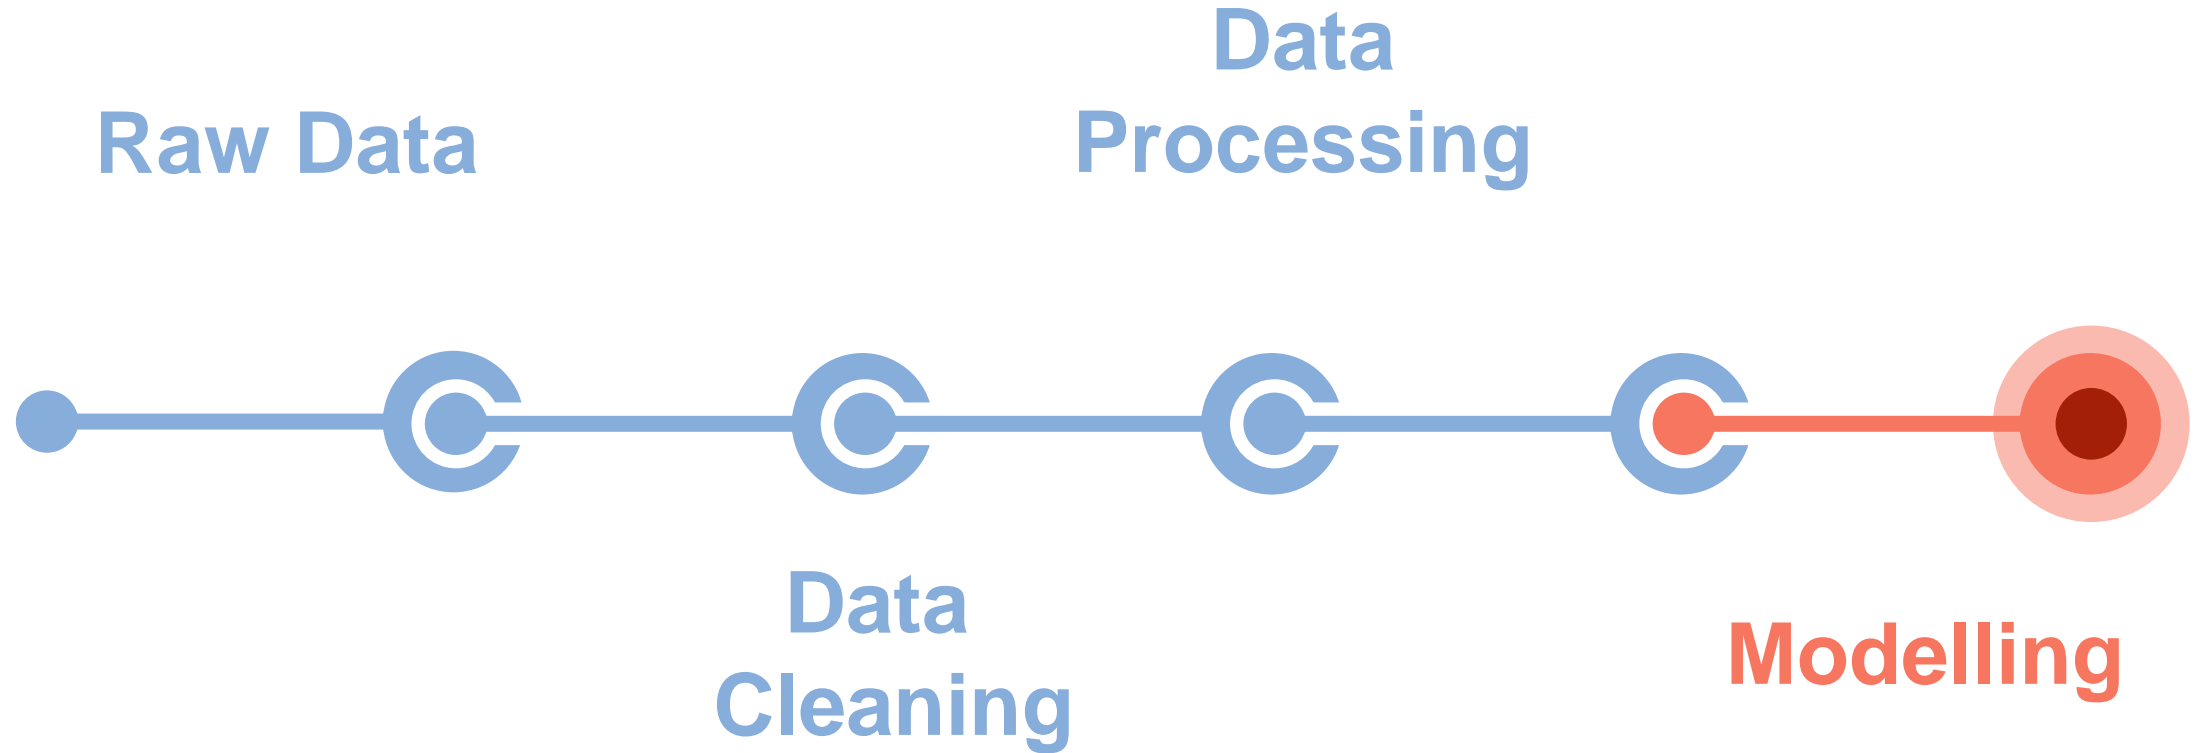 Raw Data
Data
Cleaning
Data
Processing
Modelling